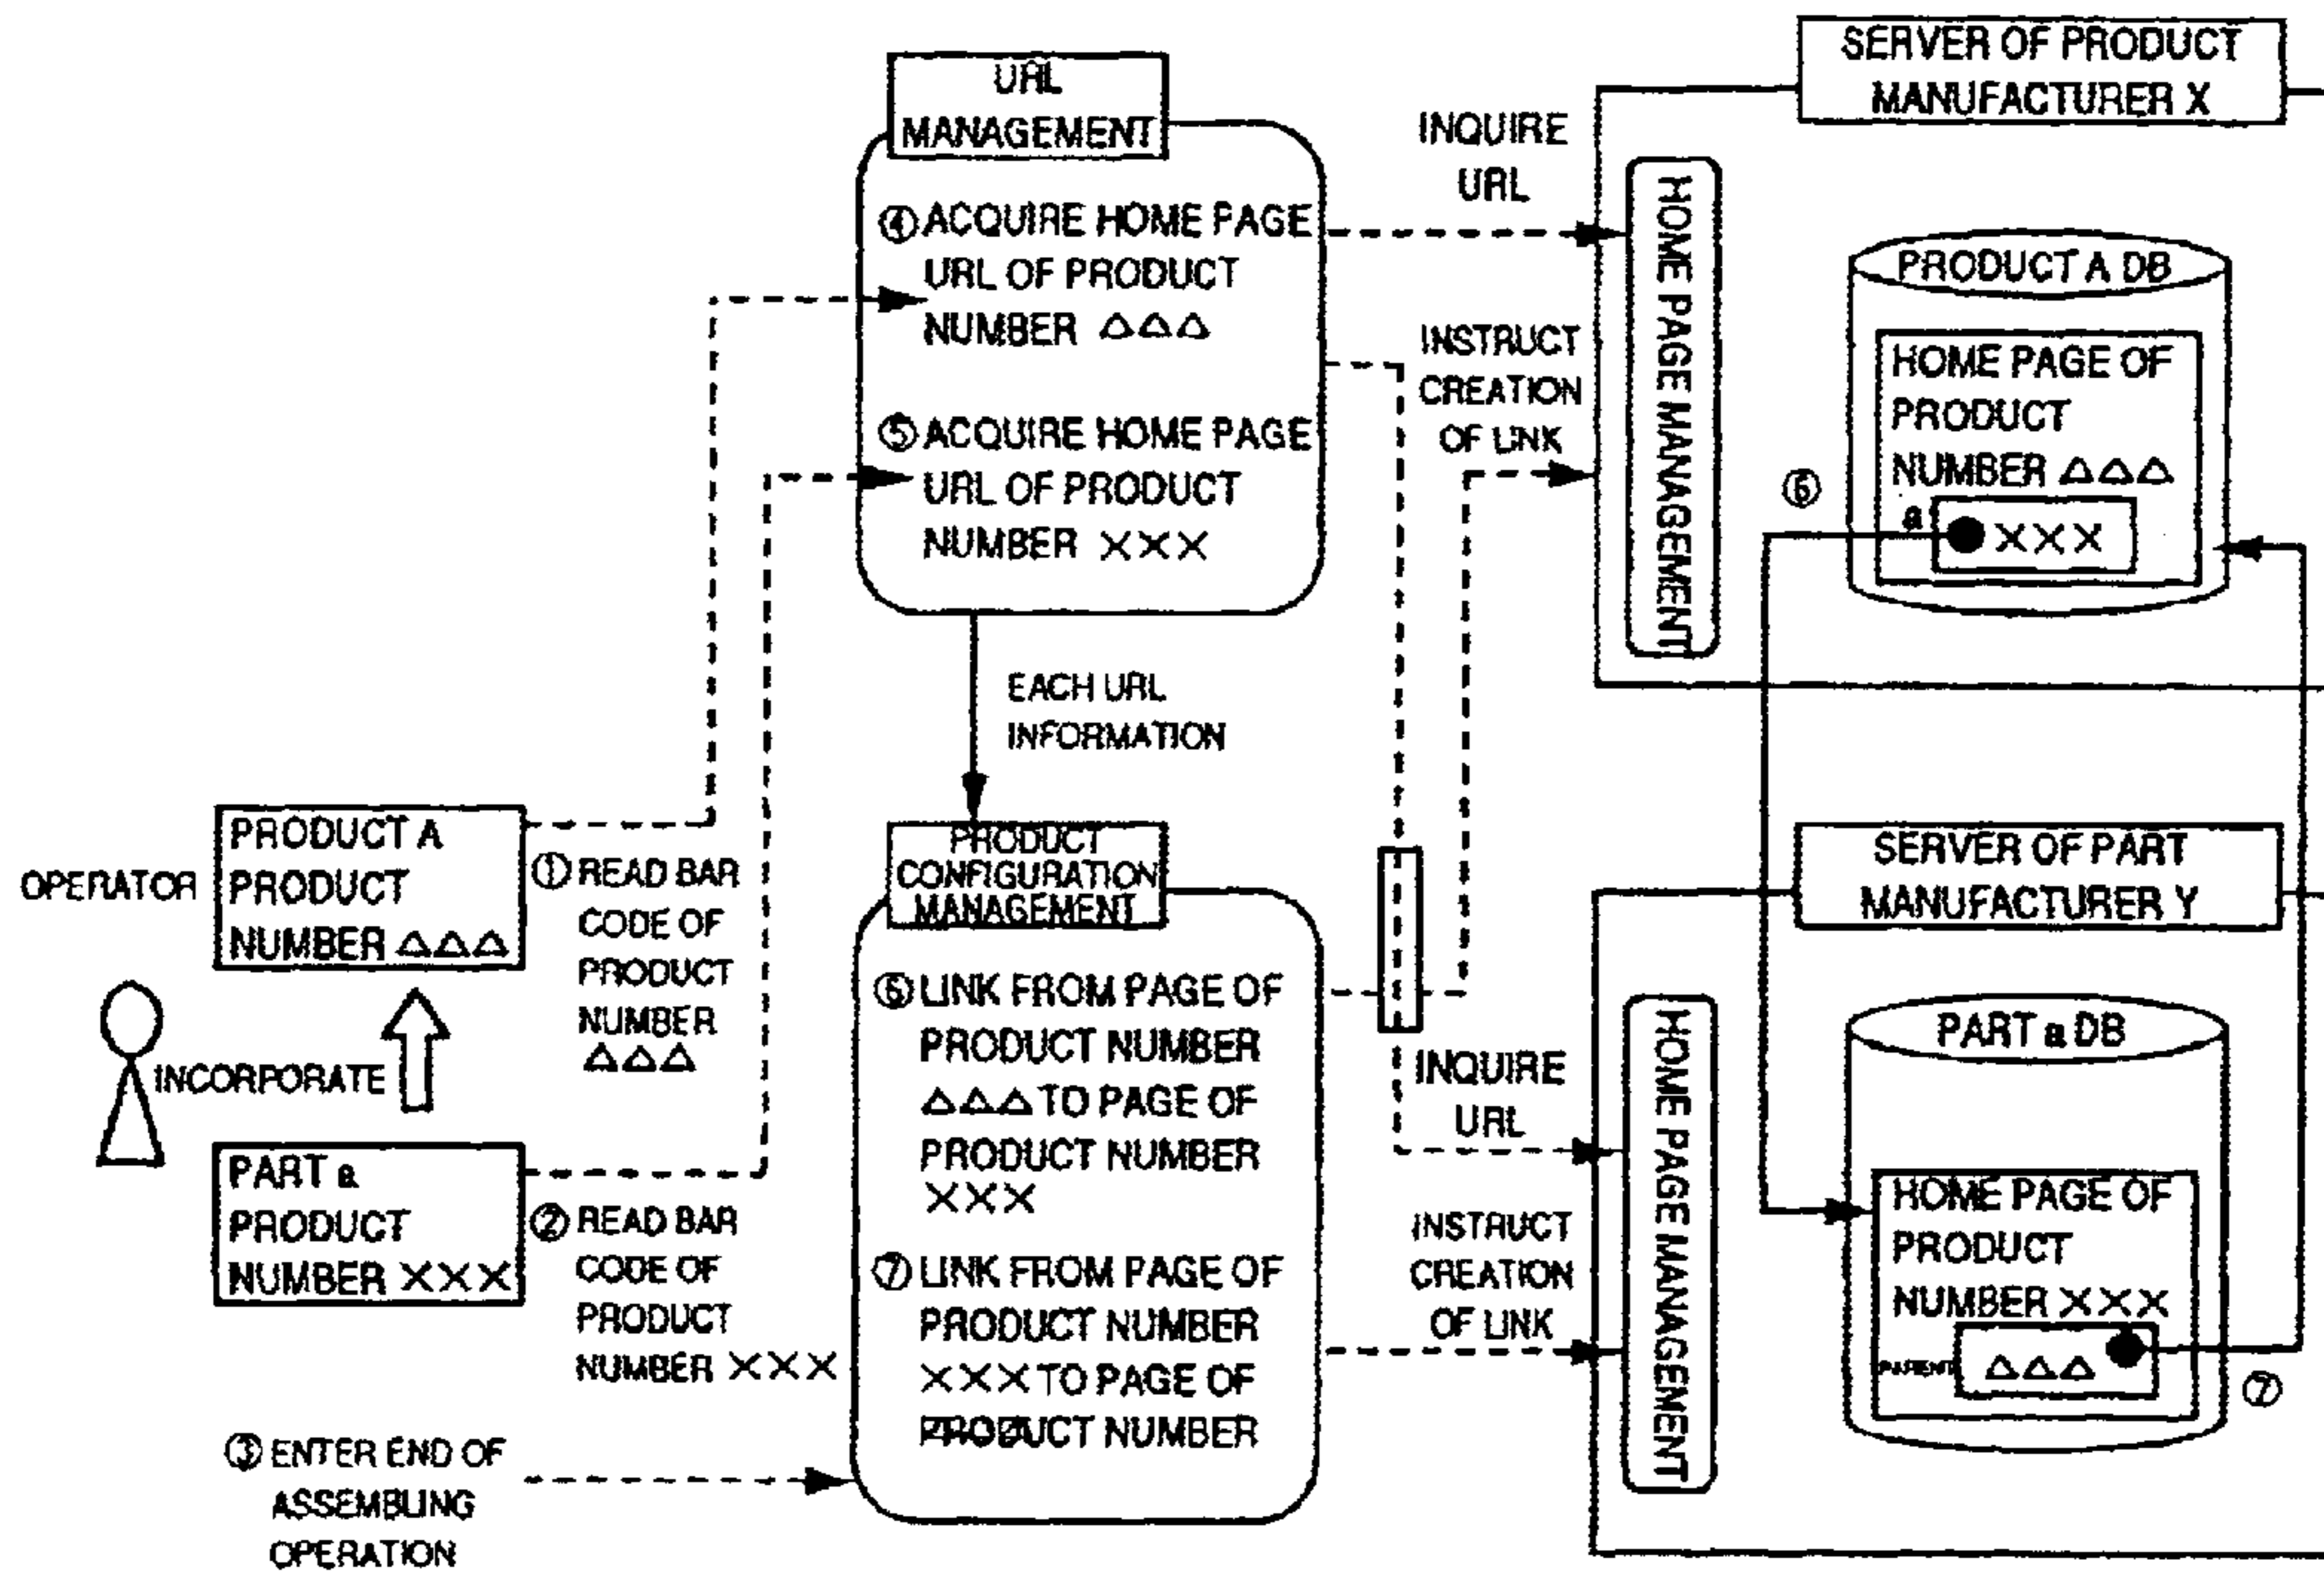 URL
MANAGEMENT
④ ACQUIRE HOME PAGE
URL OF PRODUCT
NUMBER △△△
⑤ ACQUIRE HOME PAGE
URL OF PRODUCT
NUMBER ×××
EACH URL
INFORMATION
OPERATOR
PRODUCT A
PRODUCT
NUMBER △△△
① READ BAR
CODE OF
PRODUCT
NUMBER
△△△
INCORPORATE
PART a
PRODUCT
NUMBER ×××
② READ BAR
CODE OF
PRODUCT
NUMBER ×××
③ ENTER END OF
ASSEMBLING
OPERATION
PRODUCT
CONFIGURATION
MANAGEMENT
⑥ LINK FROM PAGE OF
PRODUCT NUMBER
△△△ TO PAGE OF
PRODUCT NUMBER
×××
⑦ LINK FROM PAGE OF
PRODUCT NUMBER
××× TO PAGE OF
PRODUCT NUMBER
INQUIRE
URL
INSTRUCT
CREATION
OF LINK
SERVER OF PRODUCT
MANUFACTURER X
HOME PAGE MANAGEMENT
PRODUCT A DB
HOME PAGE OF
PRODUCT
NUMBER △△△
a ×××
⑥
INQUIRE
URL
INSTRUCT
CREATION
OF LINK
SERVER OF PART
MANUFACTURER Y
HOME PAGE MANAGEMENT
PART a DB
HOME PAGE OF
PRODUCT
NUMBER ×××
PARENT △△△
⑦